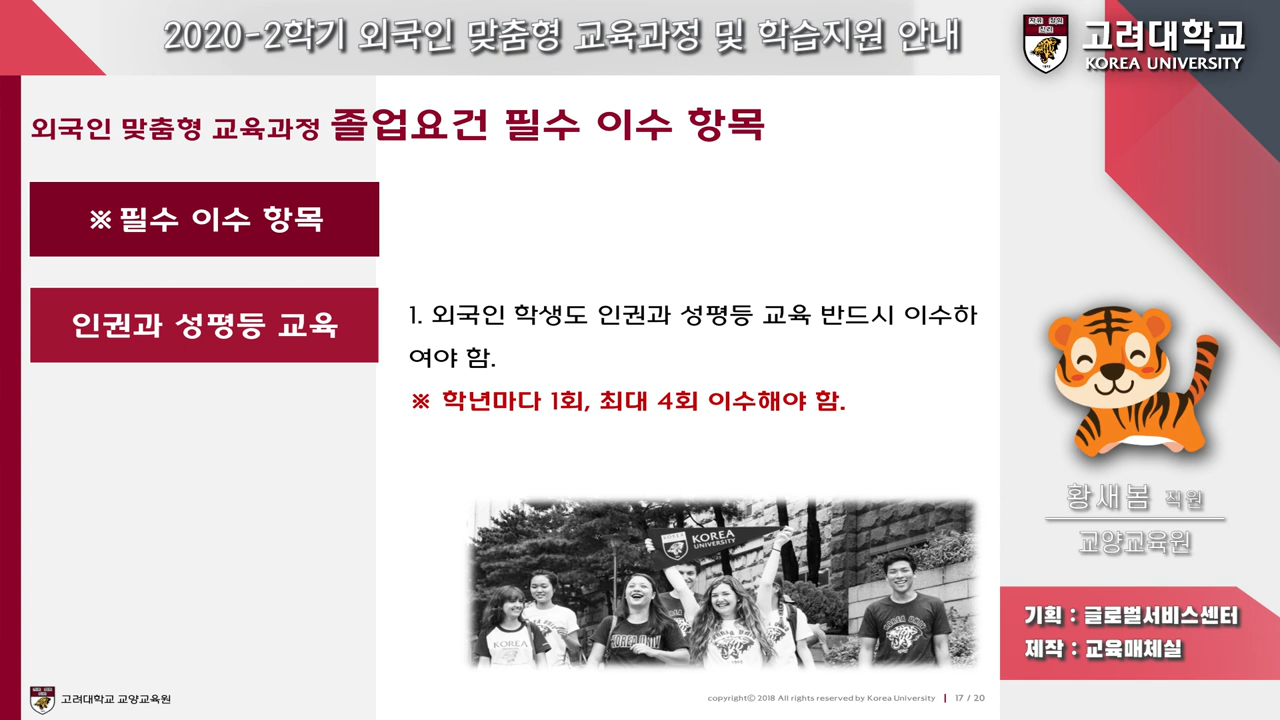 2020-2학기 외국인 맞춤형 교육과정 및 학습지원 안내
고려대학교
KOREA UNIVERSITY
외국인 맞춤형 교육과정 졸업요건 필수 이수 항목
※ 필수 이수 항목
인권과 성평등 교육
1. 외국인 학생도 인권과 성평등 교육 반드시 이수하
여야 함.
※ 학년마다 1회, 최대 4회 이수해야 함.
KOREA
UNIVERSITY
KOREA
KOREA UNIV
황새봄 직원
교양교육원
기획 : 글로벌서비스센터
제작 : 교육매체실
고려대학교 교양교육원
copyrightⓒ 2018 All rights reserved by Korea University | 17 / 20